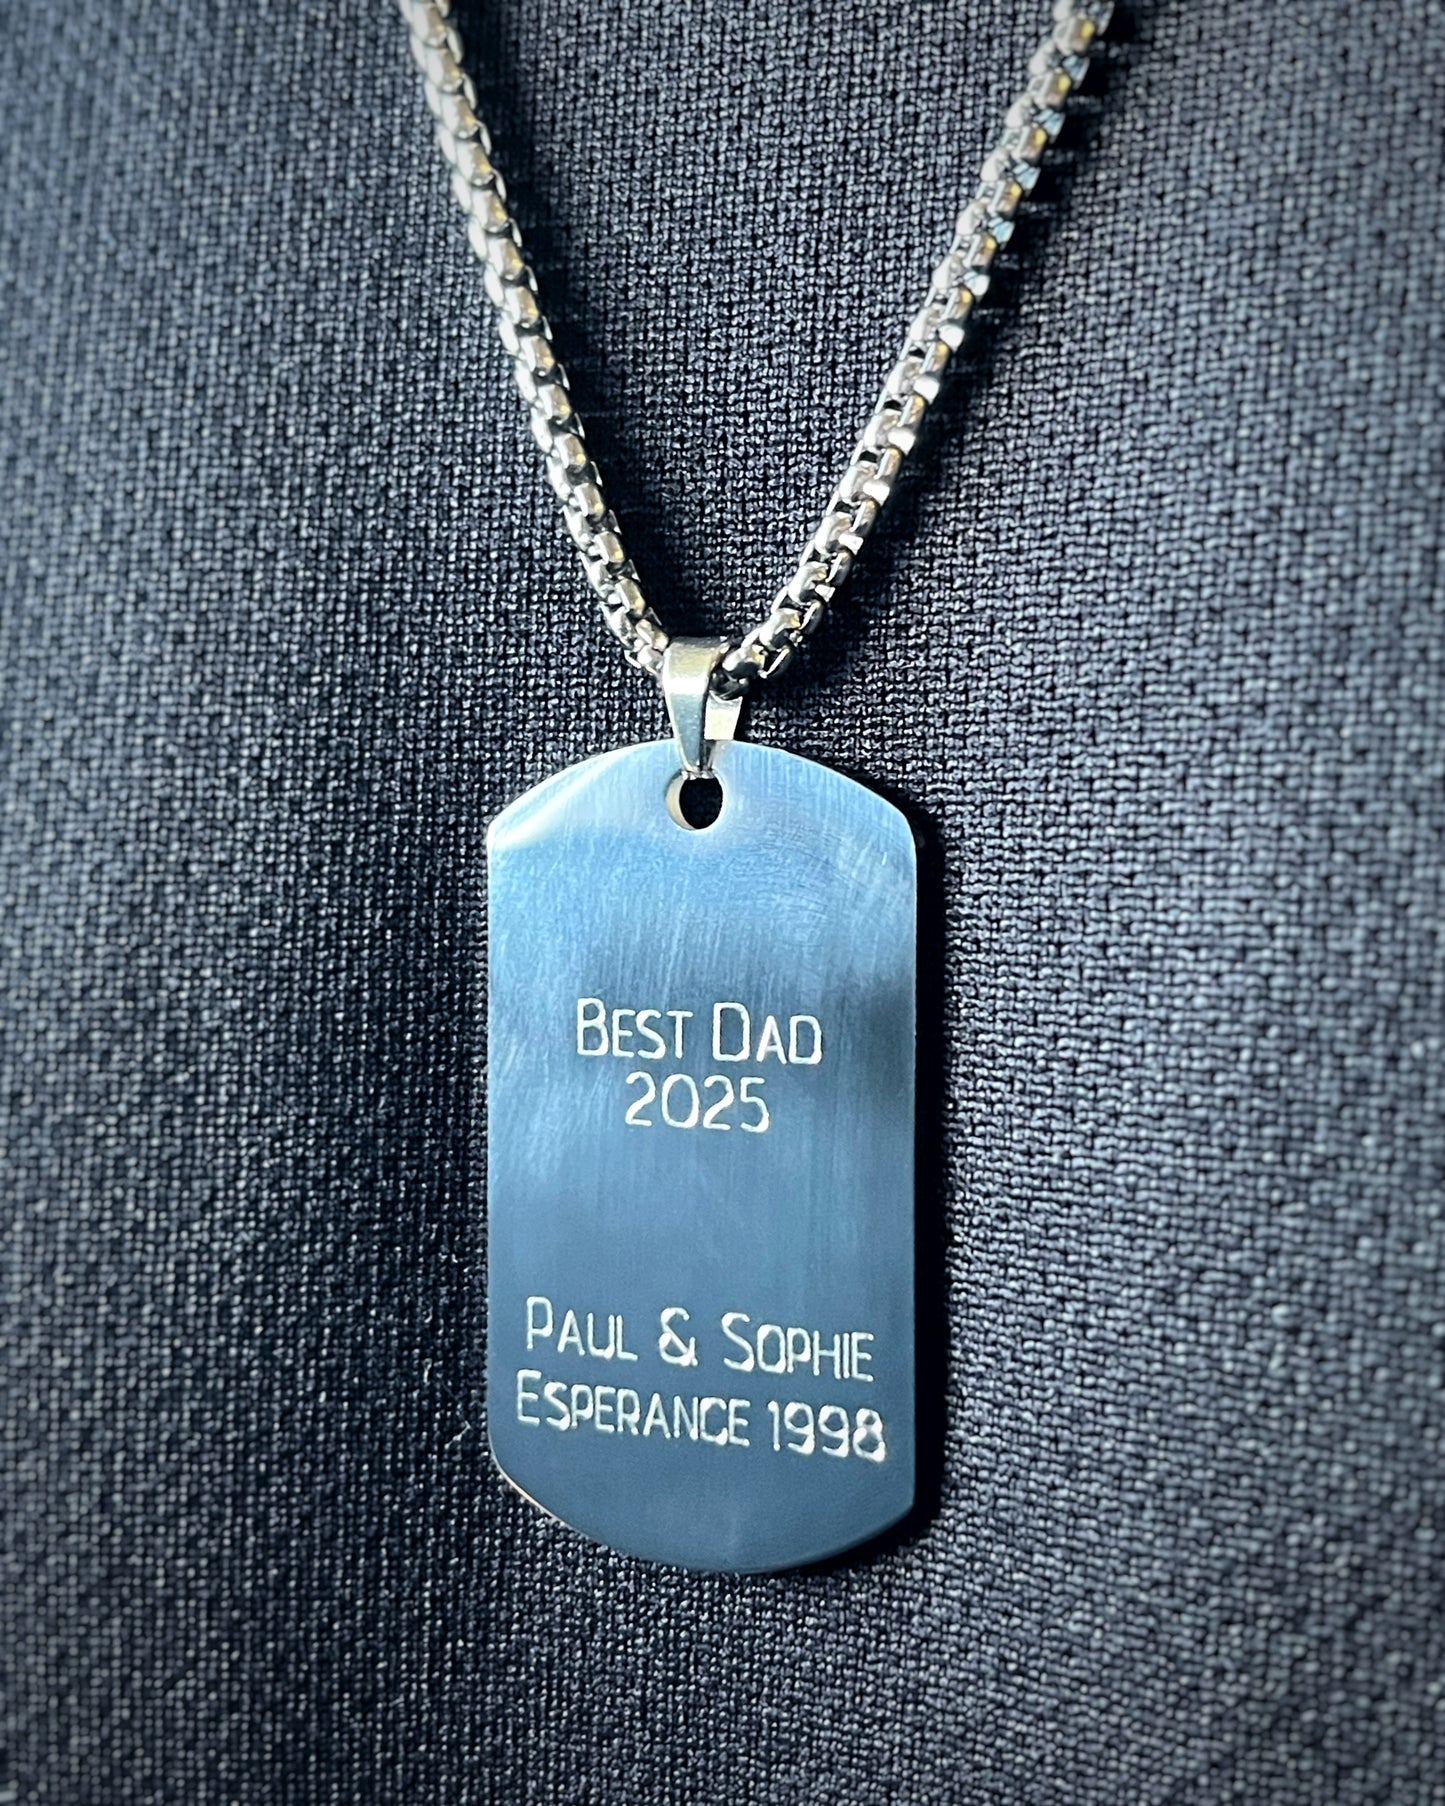 Best Dad
2025
Paul & Sophie
Esperance 1998